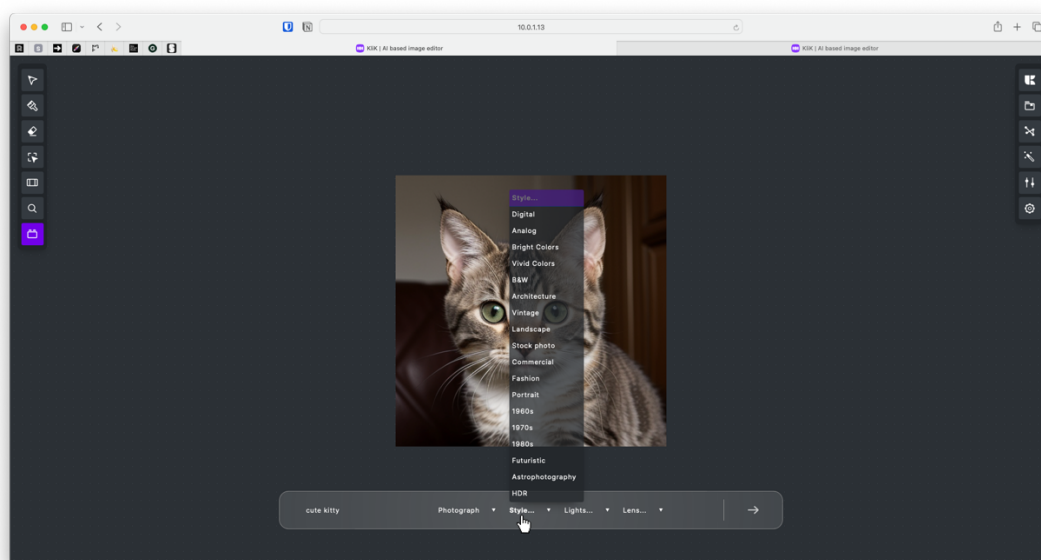 10.0.1.13
KliK | AI based image editor
KliK | AI based image editor
Style...
Digital
Analog
Bright Colors
Vivid Colors
B&W
Architecture
Vintage
Landscape
Stock photo
Commercial
Fashion
Portrait
1960s
1970s
1980s
Futuristic
Astrophotography
HDR
cute kitty Photograph Style... Lights... Lens...